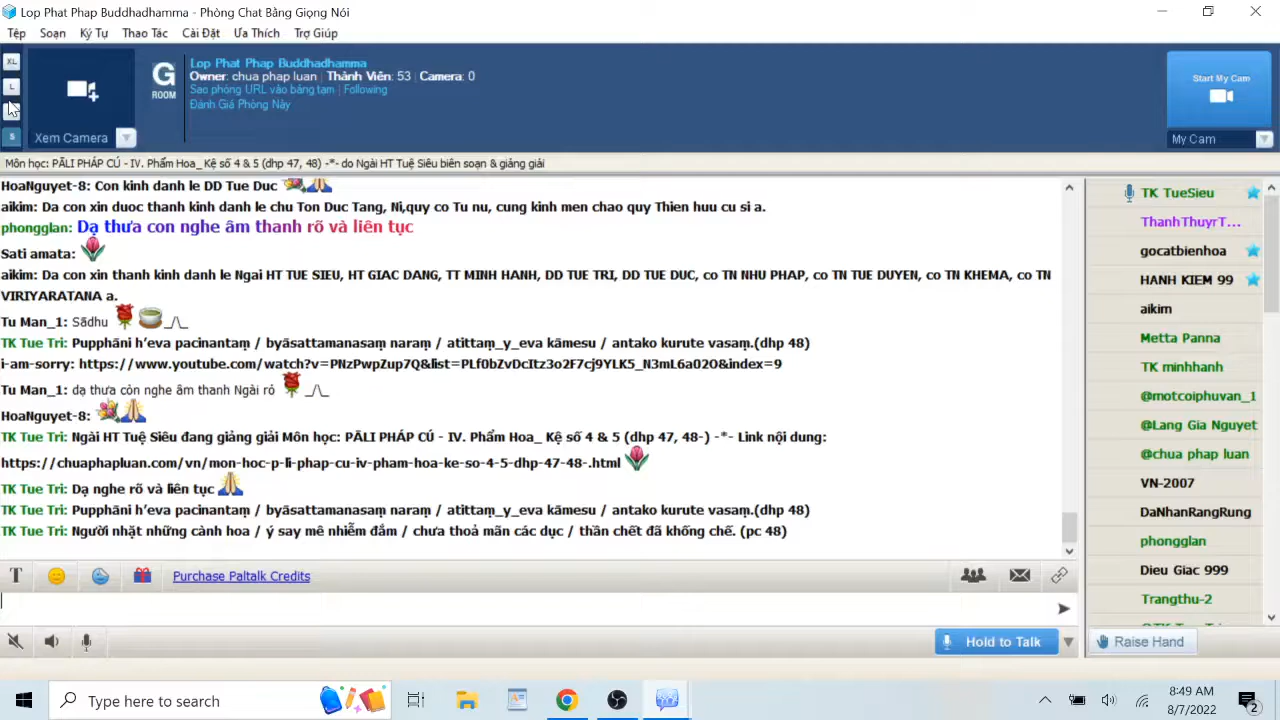 Lop Phat Phap Buddhadhamma - Phòng Chat Bằng Giọng Nói
Tệp Soạn Ký Tự Thao Tác Cài Đặt Ưa Thích Trợ Giúp
XL
L
S
Xem Camera
G
ROOM
Lop Phat Phap Buddhadhamma
Owner: chua phap luan | Thành Viên: 53 | Camera: 0
Sao phòng URL vào bảng tạm | Following
Đánh Giá Phòng Này
Start My Cam
My Cam
Môn học: PĀLI PHÁP CÚ - IV. Phẩm Hoa_ Kệ số 4 & 5 (dhp 47, 48) -*- do Ngài HT Tuệ Siêu biên soạn & giảng giải
HoaNguyet-8: Con kinh danh le DD Tue Duc
aikim: Da con xin duoc thanh kinh danh le chu Ton Duc Tang, Ni,quy co Tu nu, cung kinh men chao quy Thien huu cu si a.
phongglan: Dạ thưa con nghe âm thanh rõ và liên tục
Sati amata:
aikim: Da con xin thanh kinh danh le Ngai HT TUE SIEU, HT GIAC DANG, TT MINH HANH, DD TUE TRI, DD TUE DUC, co TN NHU PHAP, co TN TUE DUYEN, co TN KHEMA, co TN
VIRIYARATANA a.
Tu Man_1: Sādhu _/\_
TK Tue Tri: Pupphāni h’eva pacinantaṃ / byāsattamanasaṃ naraṃ / atittaṃ_y_eva kāmesu / antako kurute vasaṃ.(dhp 48)
i-am-sorry: https://www.youtube.com/watch?v=PNzPwpZup7Q&list=PLf0bZvDcItz3o2F7cj9YLK5_N3mL6a02O&index=9
Tu Man_1: dạ thưa cỏn nghe âm thanh Ngài rỏ _/\_
HoaNguyet-8:
TK Tue Tri: Ngài HT Tuệ Siêu đang giảng giải Môn học: PĀLI PHÁP CÚ - IV. Phẩm Hoa_ Kệ số 4 & 5 (dhp 47, 48-) -*- Link nội dung:
https://chuaphapluan.com/vn/mon-hoc-p-li-phap-cu-iv-pham-hoa-ke-so-4-5-dhp-47-48-.html
TK Tue Tri: Dạ nghe rõ và liên tục
TK Tue Tri: Pupphāni h’eva pacinantaṃ / byāsattamanasaṃ naraṃ / atittaṃ_y_eva kāmesu / antako kurute vasaṃ.(dhp 48)
TK Tue Tri: Người nhặt những cành hoa / ý say mê nhiễm đắm / chưa thoả mãn các dục / thần chết đã khống chế. (pc 48)
TK TueSieu
ThanhThuyrT...
gocatbienhoa
HANH KIEM 99
aikim
Metta Panna
TK minhhanh
@motcoiphuvan_1
@Lang Gia Nguyet
@chua phap luan
VN-2007
DaNhanRangRung
phongglan
Dieu Giac 999
Trangthu-2
T Purchase Paltalk Credits
Hold to Talk
Raise Hand
Type here to search
8:49 AM
8/7/2022
2